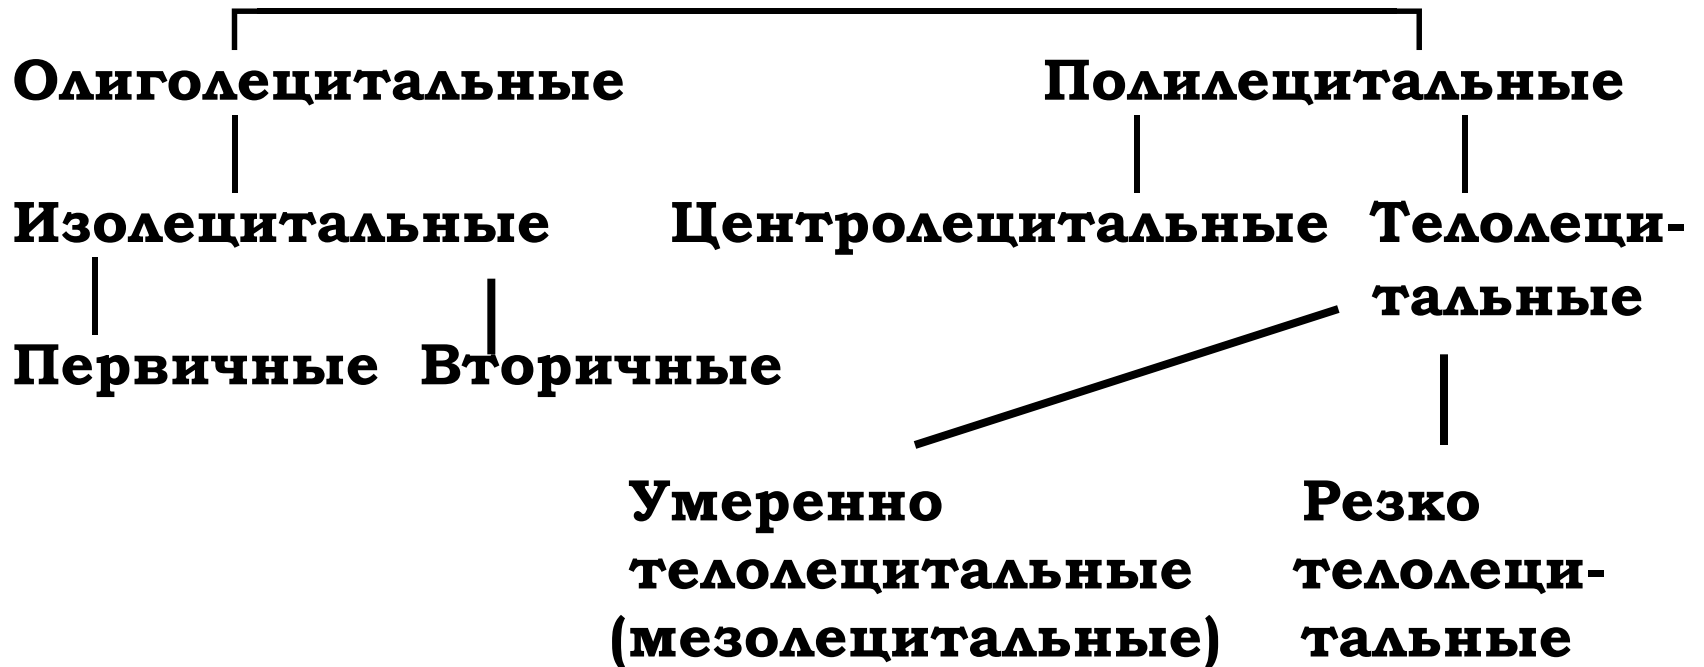 Олиголецитальные Полилецитальные
Изолецитальные Центролецитальные Телолеци-
тальные
Первичные Вторичные
Умеренно Резко
телолецитальные телолеци-
(мезолецитальные) тальные